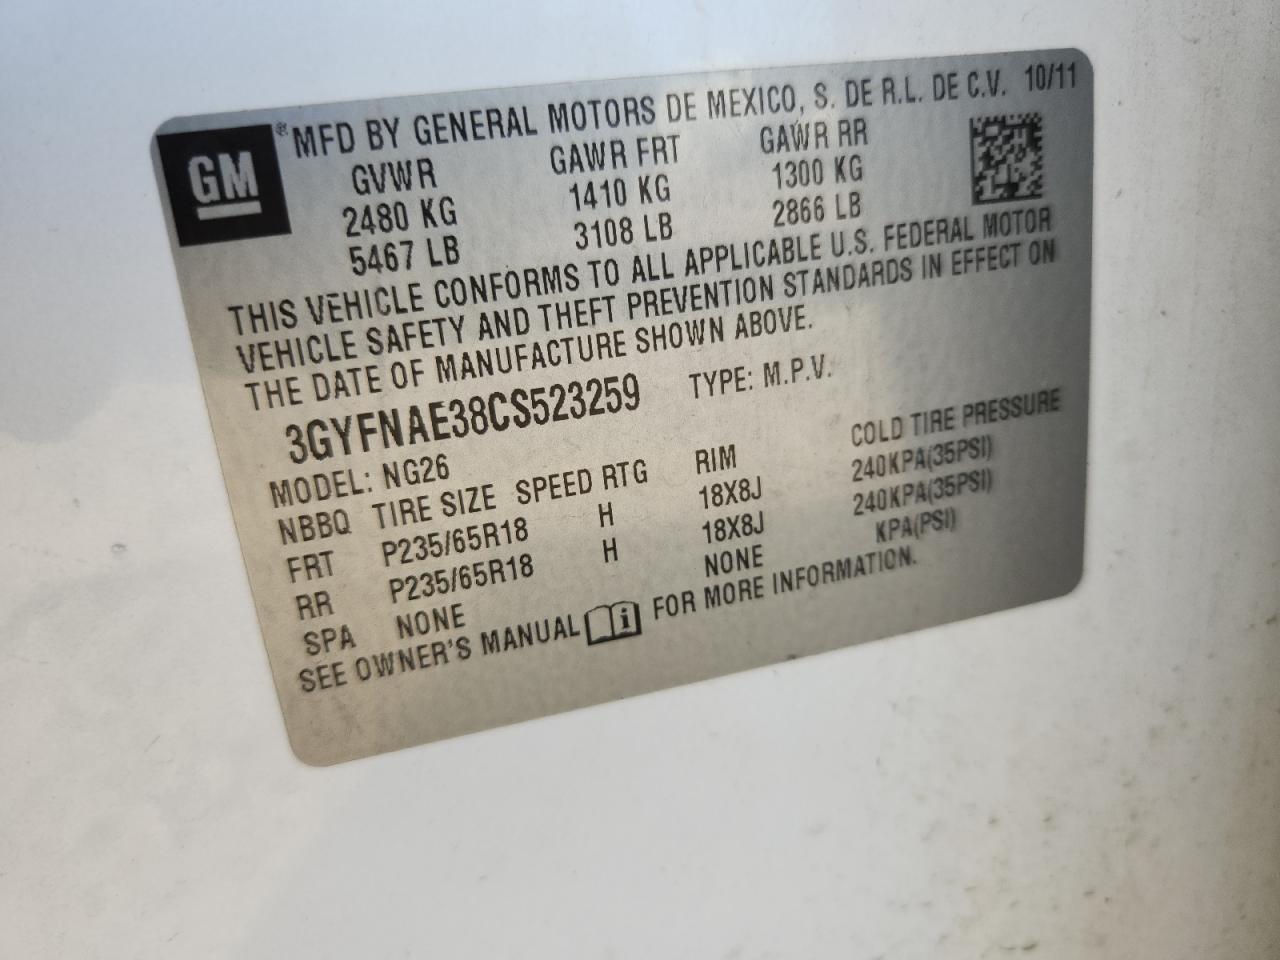 GM
® MFD BY GENERAL MOTORS DE MEXICO, S. DE R.L. DE C.V. 10/11
GVWR GAWR FRT GAWR RR
2480 KG 1410 KG 1300 KG
5467 LB 3108 LB 2866 LB
THIS VEHICLE CONFORMS TO ALL APPLICABLE U.S. FEDERAL MOTOR
VEHICLE SAFETY AND THEFT PREVENTION STANDARDS IN EFFECT ON
THE DATE OF MANUFACTURE SHOWN ABOVE.
3GYFNAE38CS523259 TYPE: M.P.V.
MODEL: NG26
NBBQ TIRE SIZE SPEED RTG RIM COLD TIRE PRESSURE
FRT P235/65R18 H 18X8J 240KPA(35PSI)
RR P235/65R18 H 18X8J 240KPA(35PSI)
SPA NONE NONE KPA(PSI)
SEE OWNER'S MANUAL i FOR MORE INFORMATION.